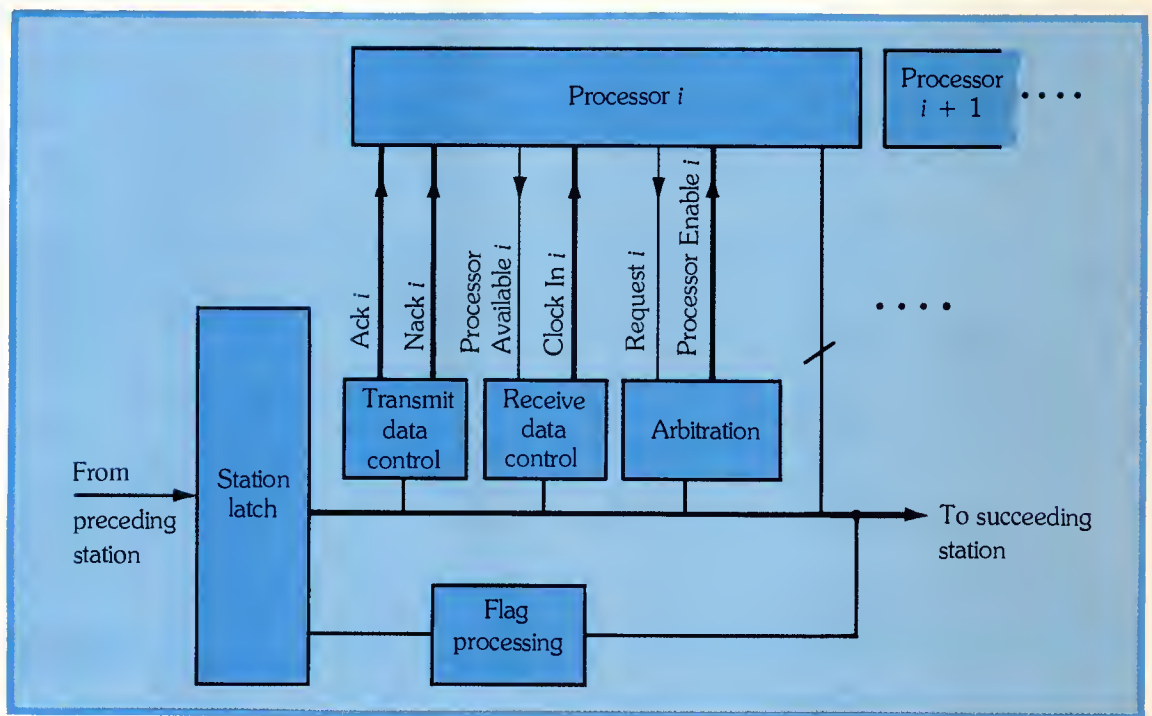 Processor i
Processor
i + 1
Ack i
Nack i
Processor
Available i
Clock In i
Request i
Processor Enable i
Transmit
data
control
Receive
data
control
Arbitration
From
preceding
station
Station
latch
To succeeding
station
Flag
processing